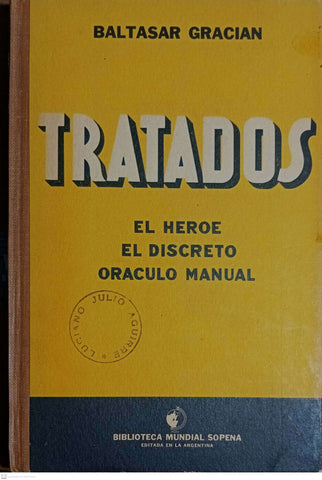 BALTASAR GRACIAN
TRATADOS
EL HEROE
EL DISCRETO
ORACULO MANUAL
LUCIANO JULIO AGUIRRE *
BIBLIOTECA MUNDIAL SOPENA
EDITADA EN LA ARGENTINA